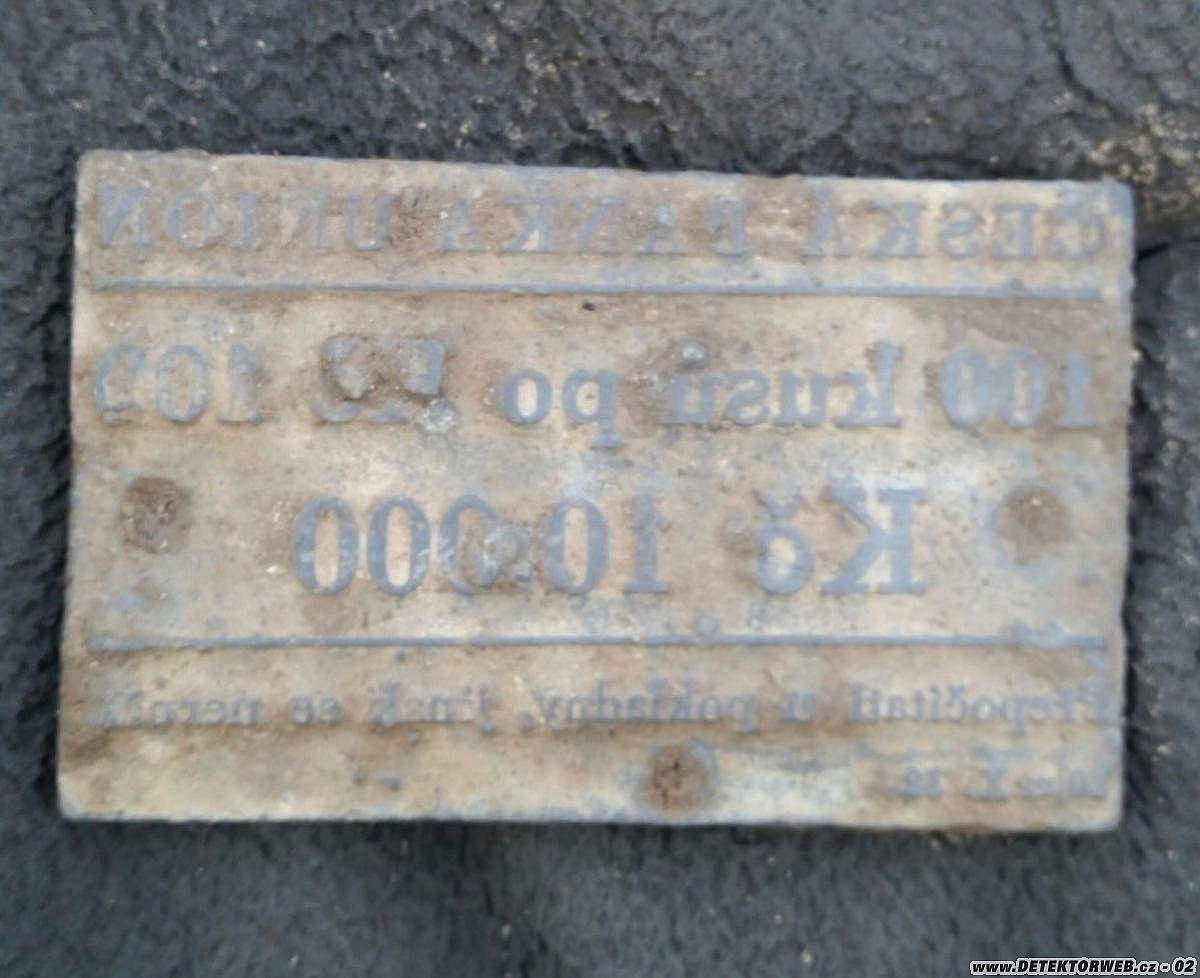 ČESKÁ BANKA UNION
100 kusů po Kč 100
Kč 10.000
Přepočítati u pokladny, jinak se neručí.
www.DETEKTORWEB.cz - 02